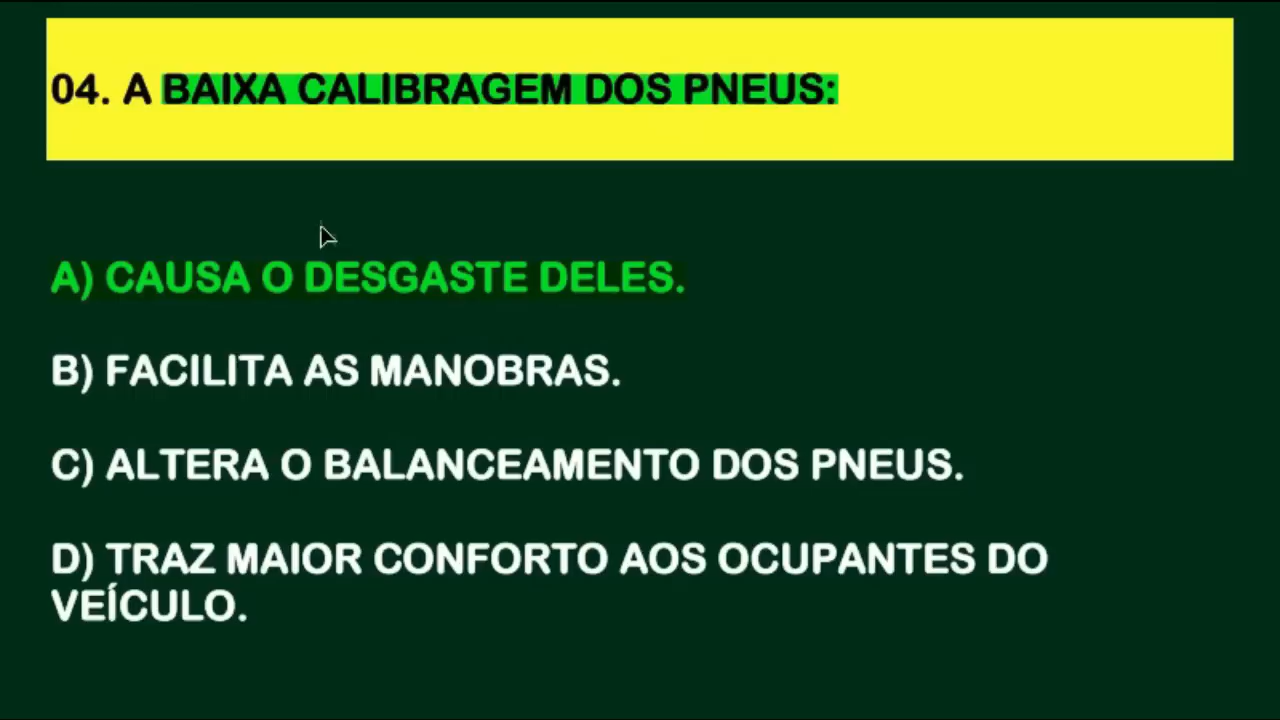 04. A BAIXA CALIBRAGEM DOS PNEUS:
A) CAUSA O DESGASTE DELES.
B) FACILITA AS MANOBRAS.
C) ALTERA O BALANCEAMENTO DOS PNEUS.
D) TRAZ MAIOR CONFORTO AOS OCUPANTES DO
VEÍCULO.